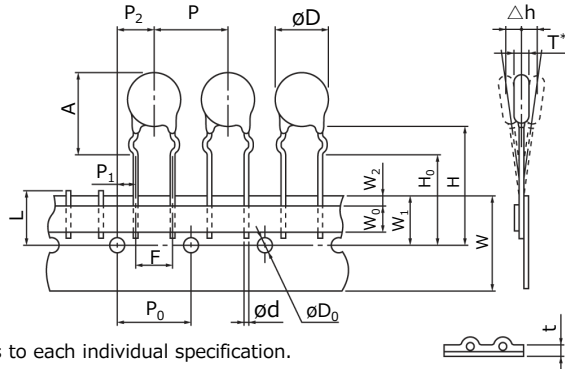 P₂ P øD △h
T*
A
P₁
L
W₂
W₀
W₁
H₀
H
W
F
P₀ ød øD₀
t
s to each individual specification.